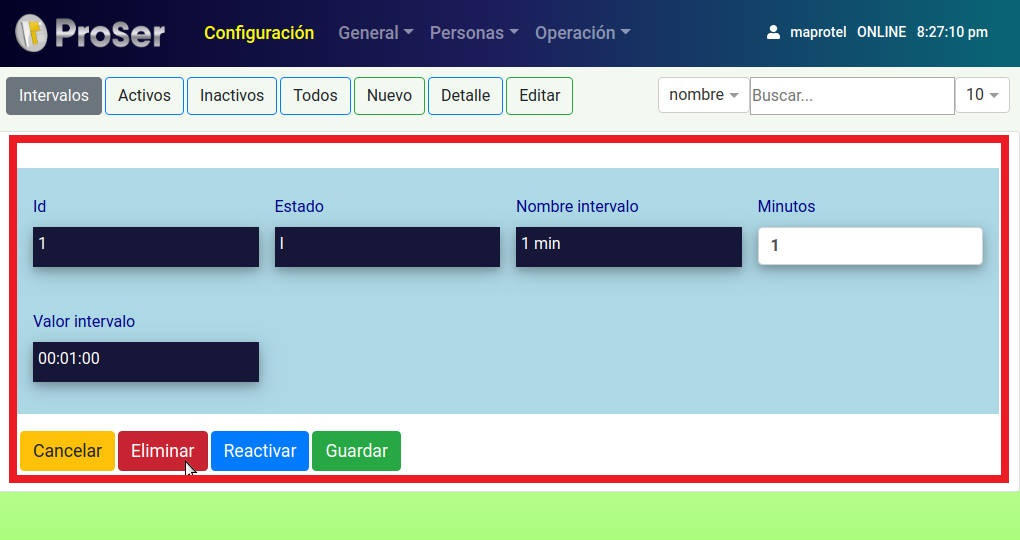 ProSer Configuración General Personas Operación maprotel ONLINE 8:27:10 pm
Intervalos Activos Inactivos Todos Nuevo Detalle Editar nombre Buscar... 10
Id Estado Nombre intervalo Minutos
1 I 1 min 1
Valor intervalo
00:01:00
Cancelar Eliminar Reactivar Guardar